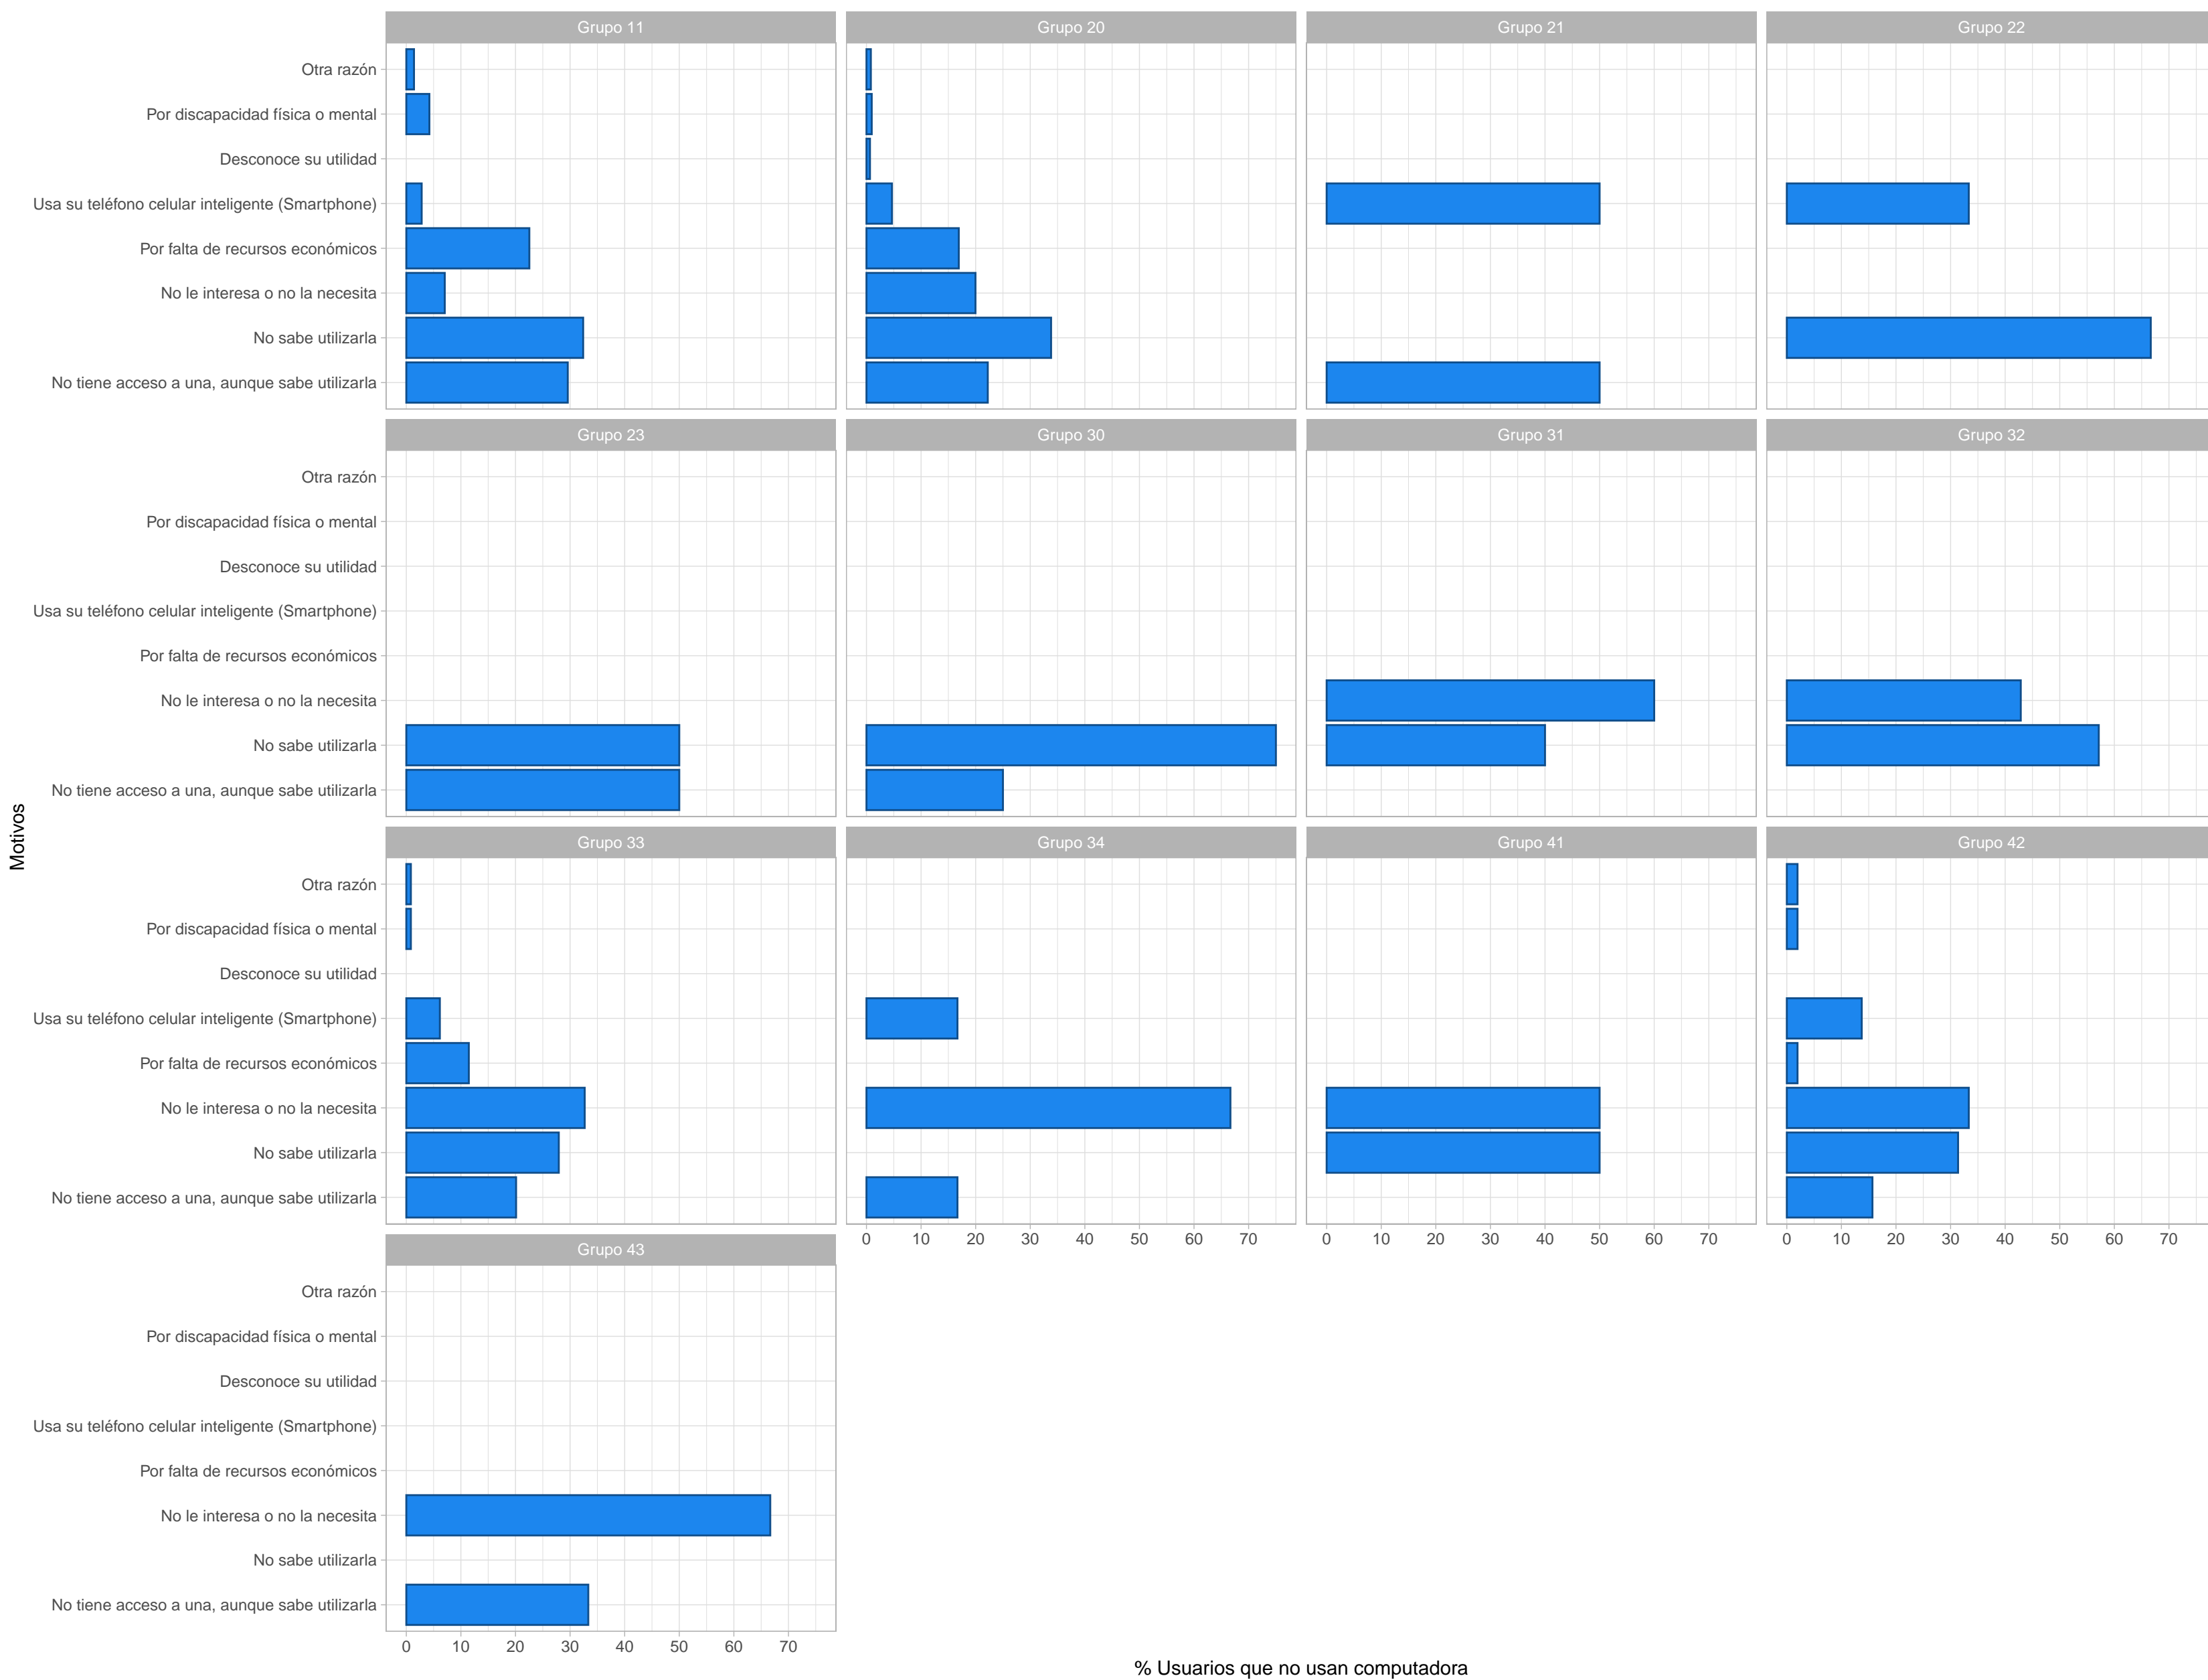 Grupo 11
Grupo 20
Grupo 21
Grupo 22
Otra razón
Por discapacidad física o mental
Desconoce su utilidad
Usa su teléfono celular inteligente (Smartphone)
Por falta de recursos económicos
No le interesa o no la necesita
No sabe utilizarla
No tiene acceso a una, aunque sabe utilizarla
Grupo 23
Grupo 30
Grupo 31
Grupo 32
Otra razón
Por discapacidad física o mental
Desconoce su utilidad
Usa su teléfono celular inteligente (Smartphone)
Por falta de recursos económicos
No le interesa o no la necesita
No sabe utilizarla
No tiene acceso a una, aunque sabe utilizarla
Motivos
Grupo 33
Grupo 34
Grupo 41
Grupo 42
Otra razón
Por discapacidad física o mental
Desconoce su utilidad
Usa su teléfono celular inteligente (Smartphone)
Por falta de recursos económicos
No le interesa o no la necesita
No sabe utilizarla
No tiene acceso a una, aunque sabe utilizarla
0 10 20 30 40 50 60 70
0 10 20 30 40 50 60 70
0 10 20 30 40 50 60 70
Grupo 43
Otra razón
Por discapacidad física o mental
Desconoce su utilidad
Usa su teléfono celular inteligente (Smartphone)
Por falta de recursos económicos
No le interesa o no la necesita
No sabe utilizarla
No tiene acceso a una, aunque sabe utilizarla
0 10 20 30 40 50 60 70
% Usuarios que no usan computadora